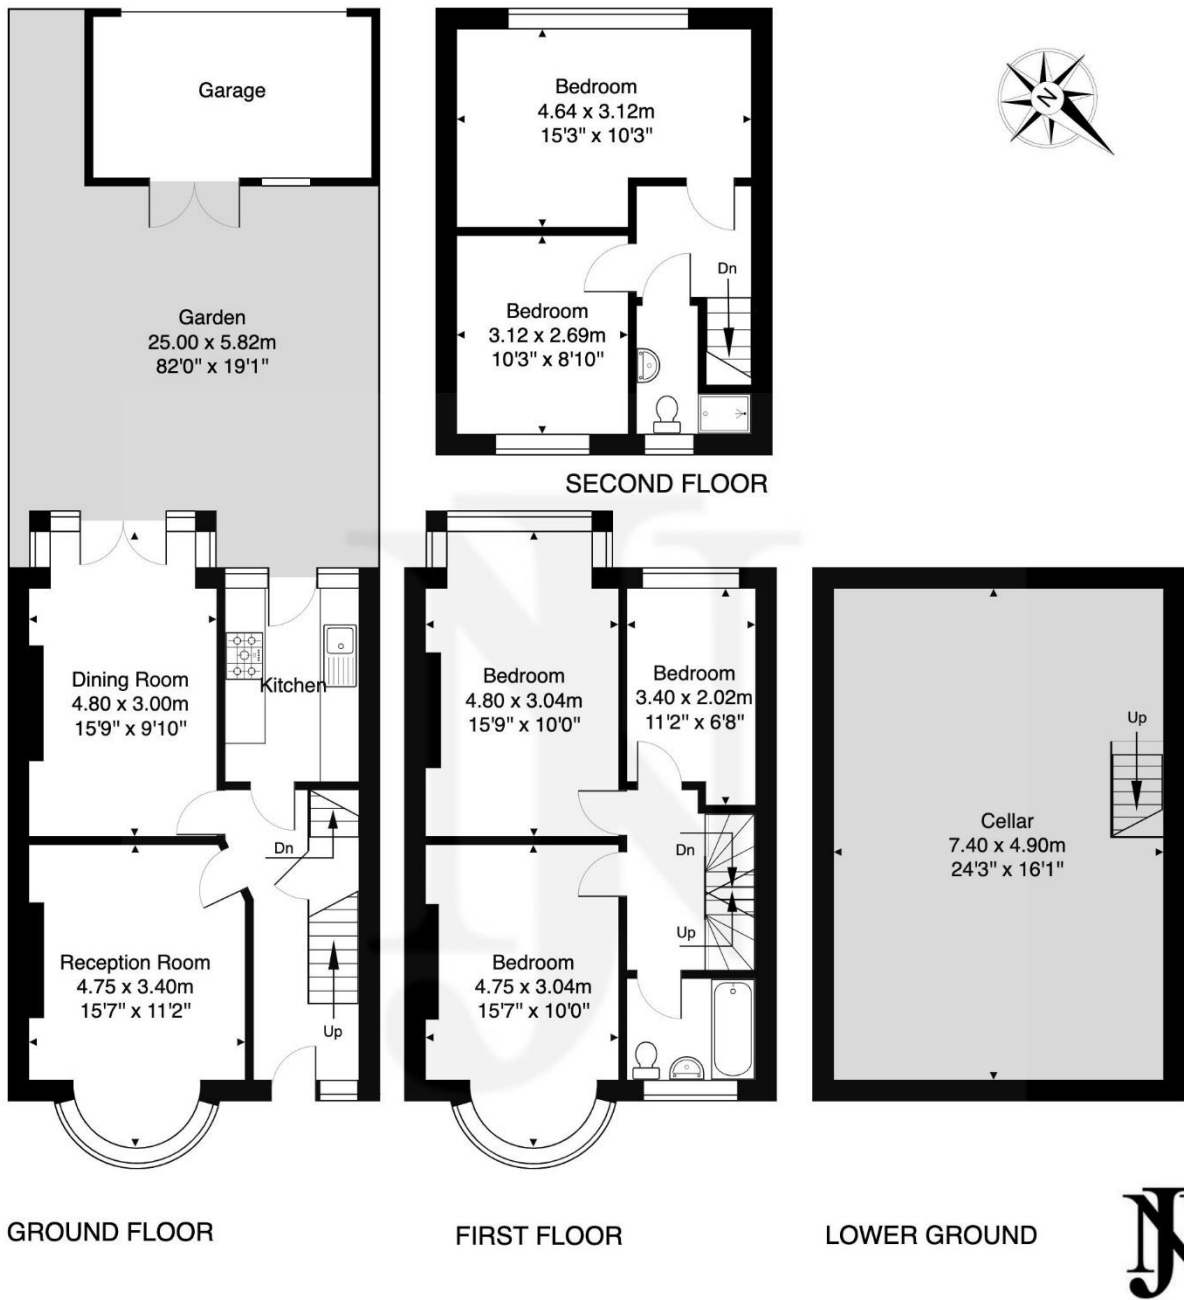 Garage
Garden
25.00 x 5.82m
82'0" x 19'1"
Dining Room
4.80 x 3.00m
15'9" x 9'10"
Kitchen
Dn
Reception Room
4.75 x 3.40m
15'7" x 11'2"
Up
GROUND FLOOR
Bedroom
4.64 x 3.12m
15'3" x 10'3"
Dn
Bedroom
3.12 x 2.69m
10'3" x 8'10"
SECOND FLOOR
Bedroom
4.80 x 3.04m
15'9" x 10'0"
Bedroom
3.40 x 2.02m
11'2" x 6'8"
Dn
Up
Bedroom
4.75 x 3.04m
15'7" x 10'0"
FIRST FLOOR
N
Up
Cellar
7.40 x 4.90m
24'3" x 16'1"
LOWER GROUND
NJ